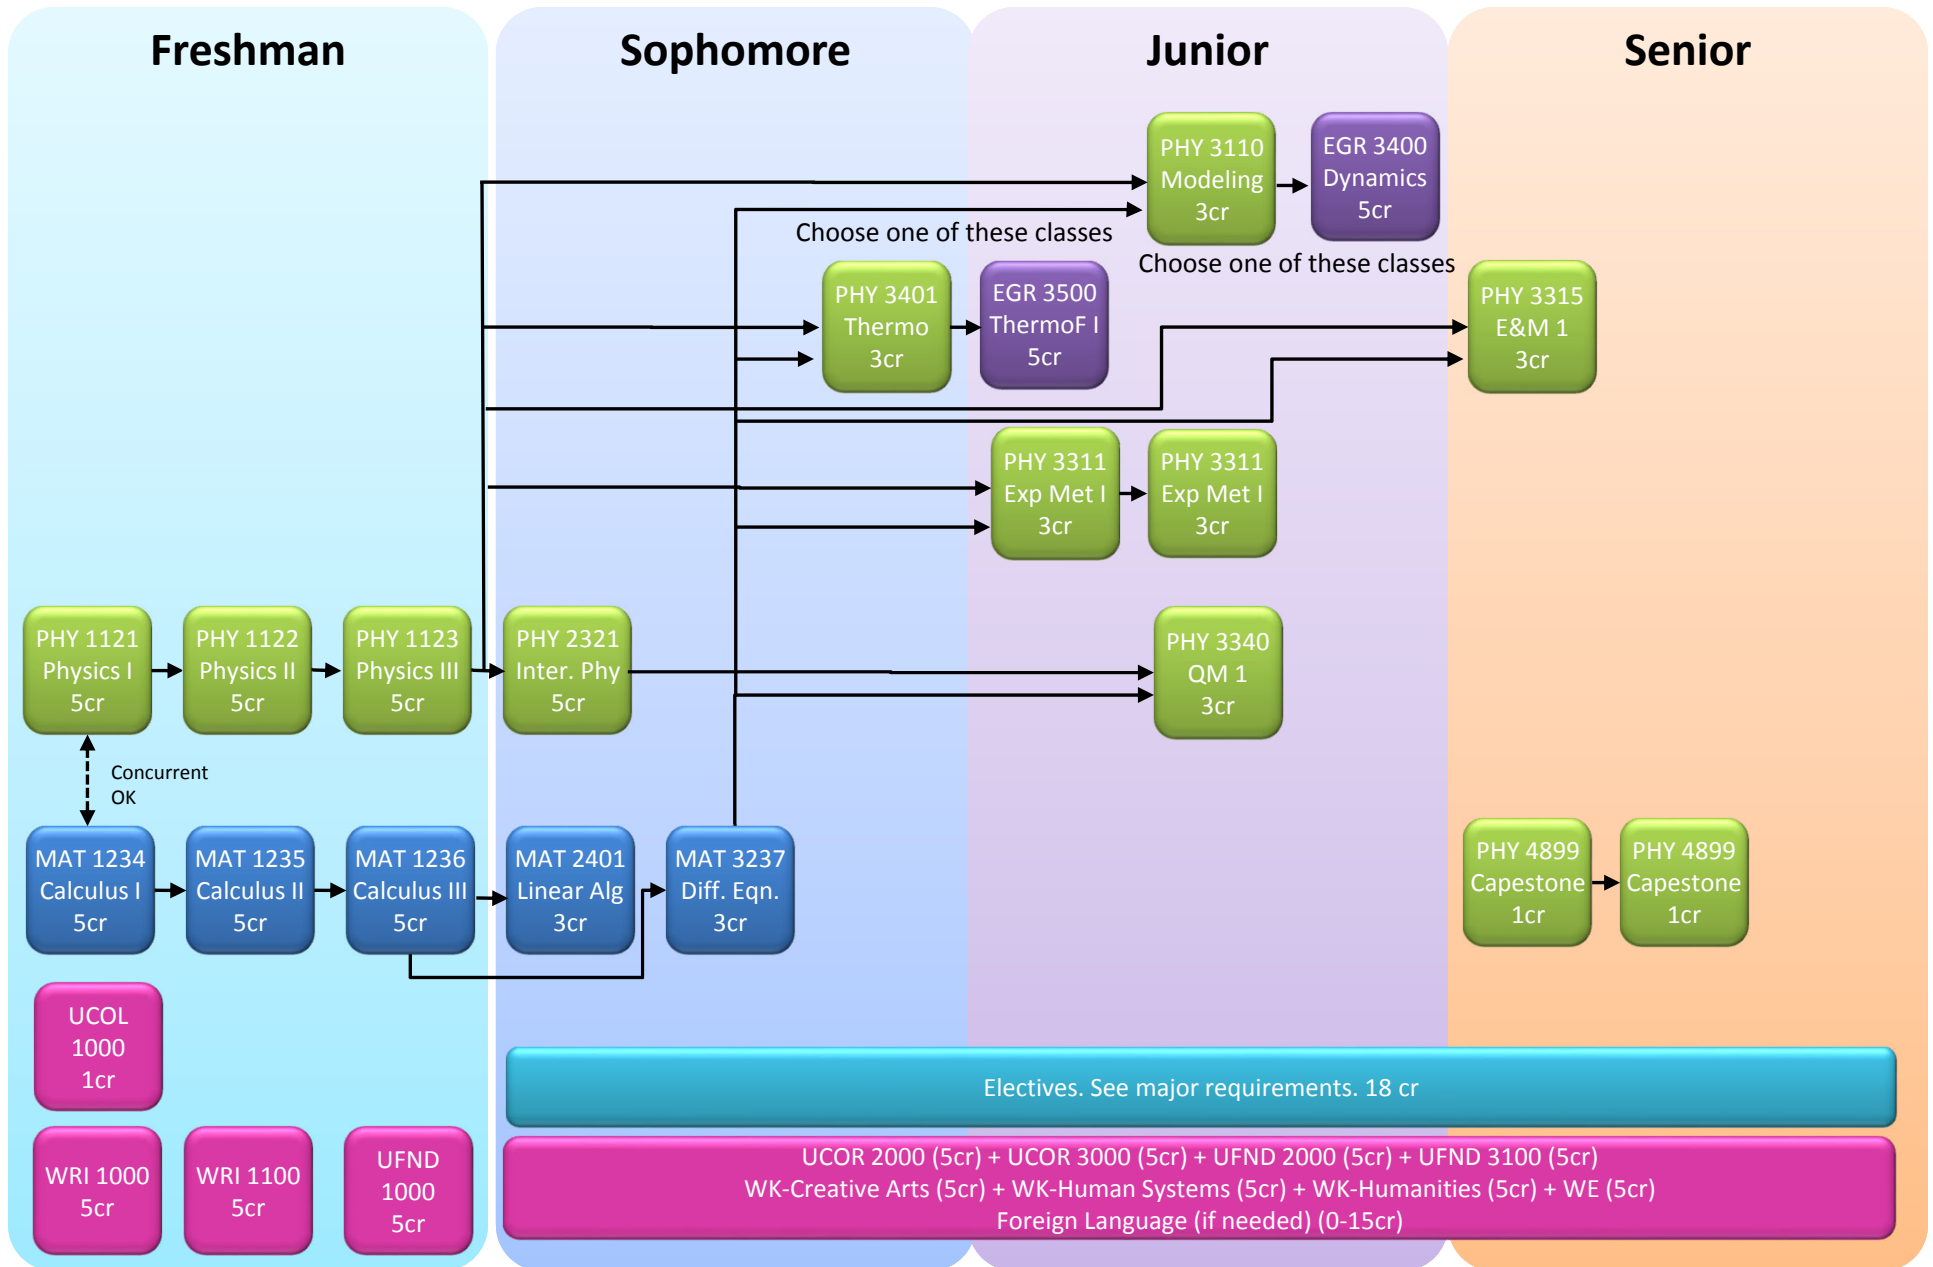 Freshman
Sophomore
Junior
Senior
PHY 3110
Modeling
3cr
EGR 3400
Dynamics
5cr
Choose one of these classes
Choose one of these classes
PHY 3401
Thermo
3cr
EGR 3500
ThermoF I
5cr
PHY 3315
E&M 1
3cr
PHY 3311
Exp Met I
3cr
PHY 3311
Exp Met I
3cr
PHY 1121
Physics I
5cr
PHY 1122
Physics II
5cr
PHY 1123
Physics III
5cr
PHY 2321
Inter. Phy
5cr
PHY 3340
QM 1
3cr
Concurrent
OK
MAT 1234
Calculus I
5cr
MAT 1235
Calculus II
5cr
MAT 1236
Calculus III
5cr
MAT 2401
Linear Alg
3cr
MAT 3237
Diff. Eqn.
3cr
PHY 4899
Capestone
1cr
PHY 4899
Capestone
1cr
UCOL
1000
1cr
Electives. See major requirements. 18 cr
WRI 1000
5cr
WRI 1100
5cr
UFND
1000
5cr
UCOR 2000 (5cr) + UCOR 3000 (5cr) + UFND 2000 (5cr) + UFND 3100 (5cr)
WK-Creative Arts (5cr) + WK-Human Systems (5cr) + WK-Humanities (5cr) + WE (5cr)
Foreign Language (if needed) (0-15cr)